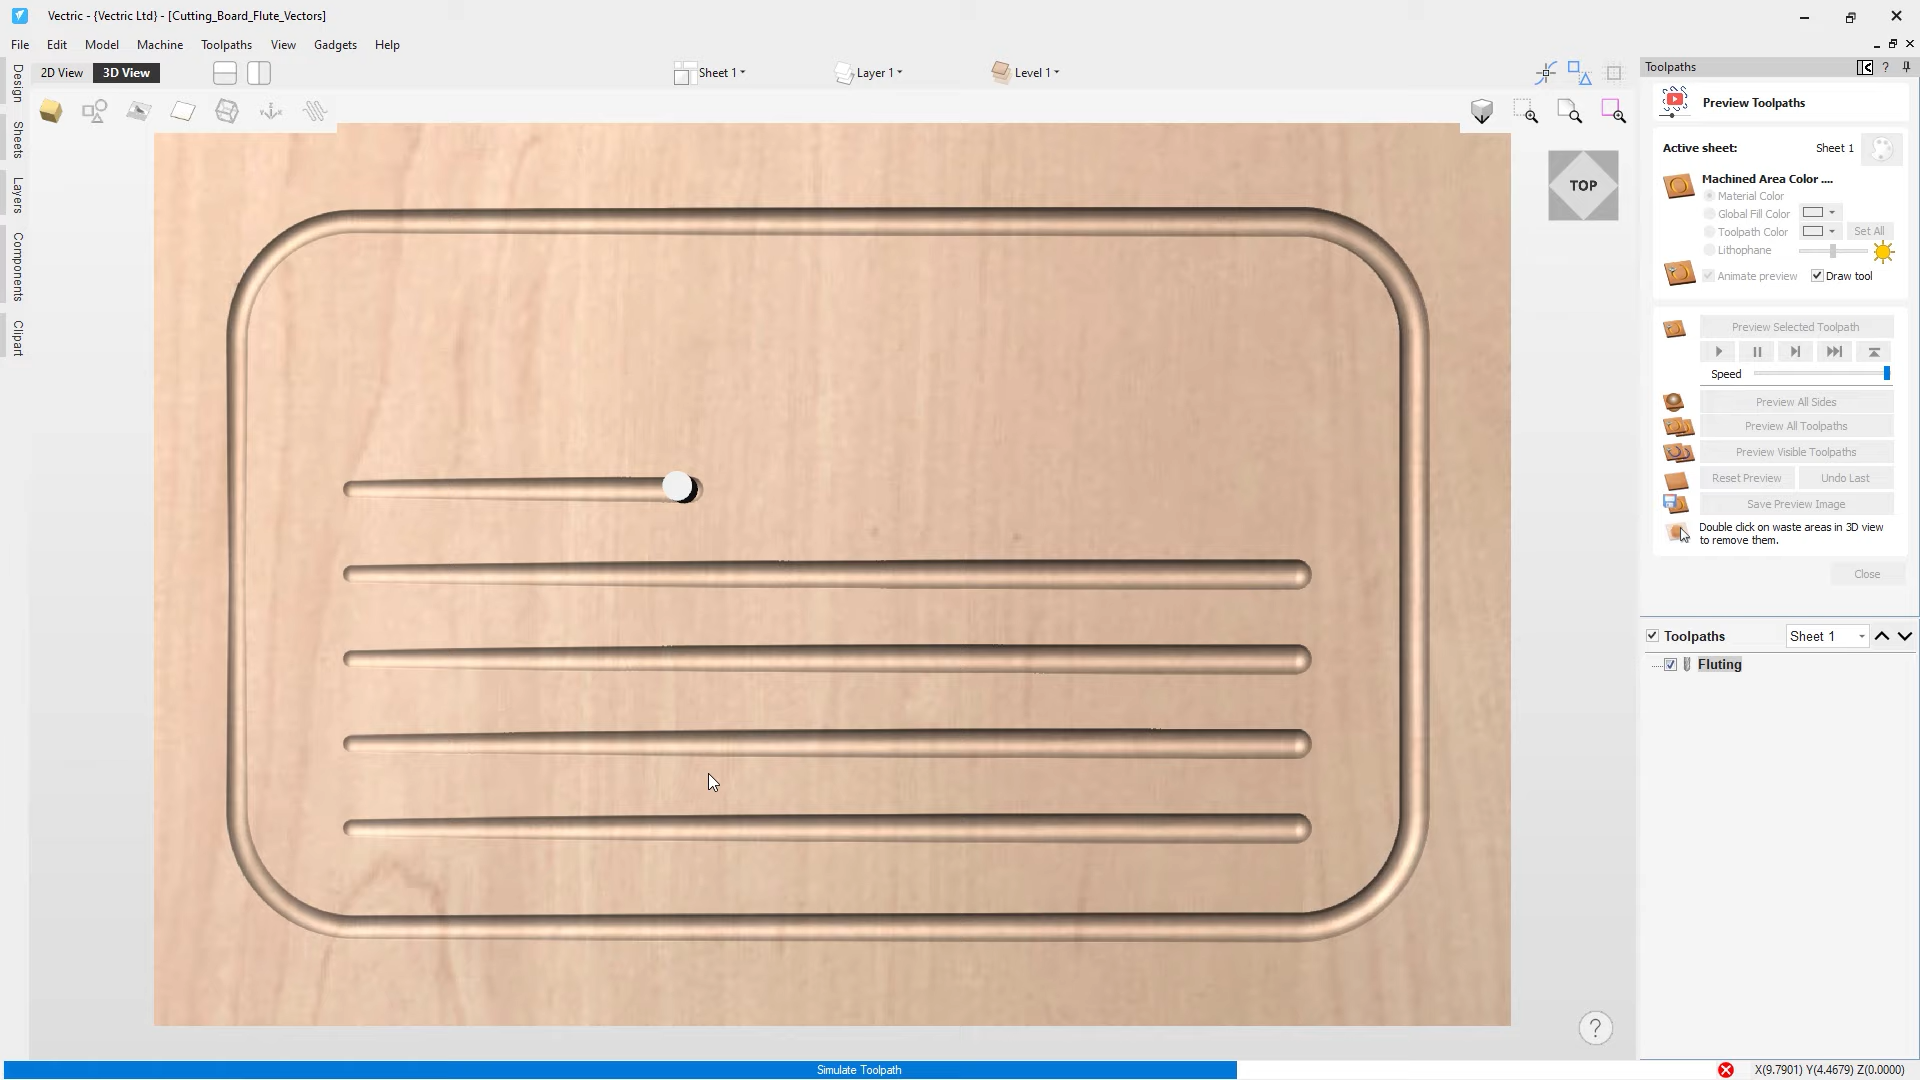 Vectric - {Vectric Ltd} - [Cutting_Board_Flute_Vectors]
File Edit Model Machine Toolpaths View Gadgets Help
2D View 3D View Sheet 1 Layer 1 Level 1
Design
Sheets
Layers
Components
Clipart
TOP
Toolpaths ?
Preview Toolpaths
Active sheet: Sheet 1
Machined Area Color ....
Material Color
Global Fill Color
Toolpath Color Set All
Lithophane
Animate preview Draw tool
Preview Selected Toolpath
Speed
Preview All Sides
Preview All Toolpaths
Preview Visible Toolpaths
Reset Preview Undo Last
Save Preview Image
Double click on waste areas in 3D view
to remove them.
Close
Toolpaths Sheet 1
Fluting
?
Simulate Toolpath X(9.7901) Y(4.4679) Z(0.0000)